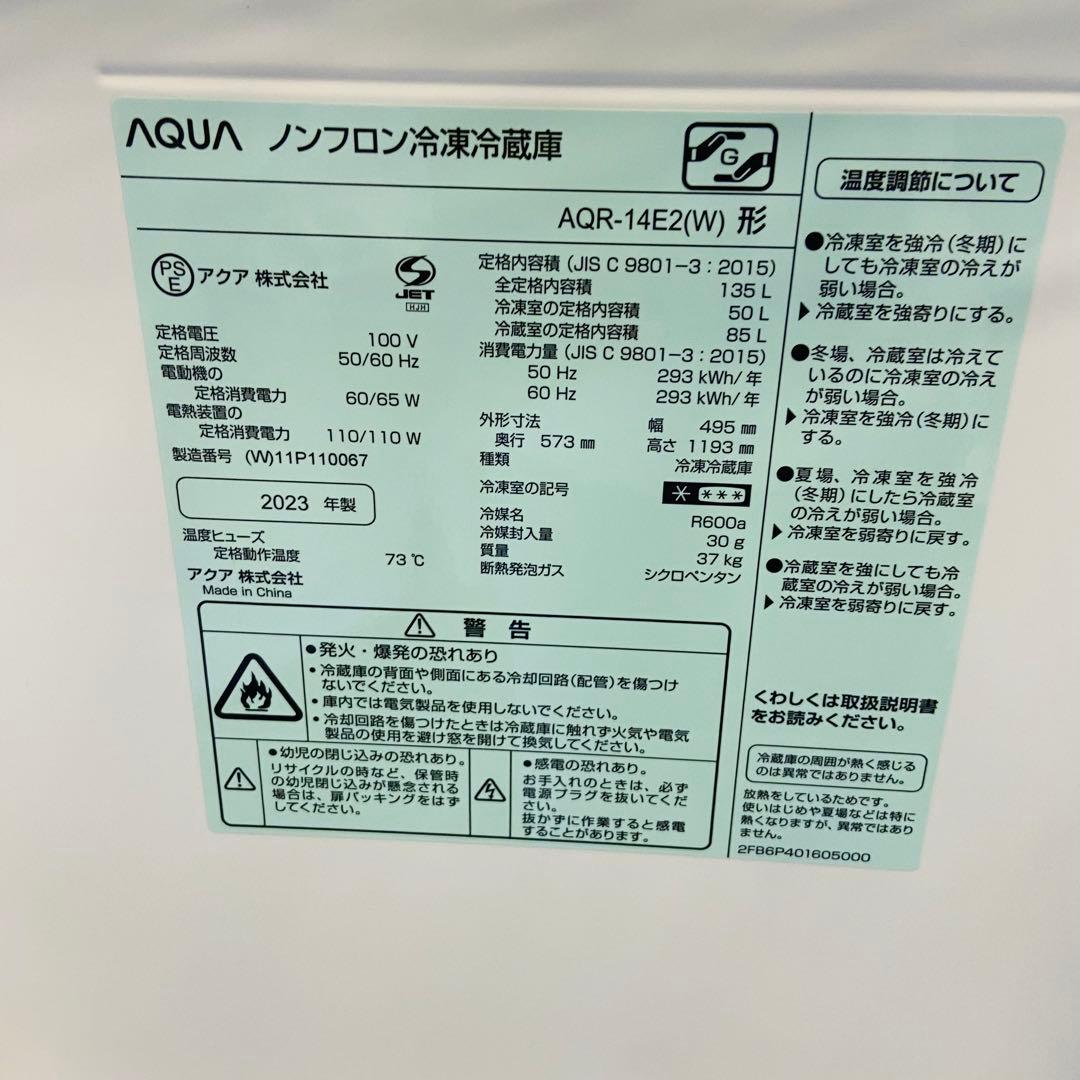 AQUA ノンフロン冷凍冷蔵庫
G
AQR-14E2(W) 形
PS
E
アクア 株式会社
S
JET
HJH
定格電圧 100 V
定格周波数 50/60 Hz
電動機の
定格消費電力 60/65 W
電熱装置の
定格消費電力 110/110 W
製造番号 (W)11P110067
2023 年製
温度ヒューズ
定格動作温度 73 ℃
アクア 株式会社
Made in China
定格内容積 (JIS C 9801-3 : 2015)
全定格内容積 135 L
冷凍室の定格内容積 50 L
冷蔵室の定格内容積 85 L
消費電力量 (JIS C 9801-3 : 2015)
50 Hz 293 kWh/年
60 Hz 293 kWh/年
外形寸法 幅 495 ㎜
奥行 573 ㎜ 高さ 1193 ㎜
種類 冷凍冷蔵庫
冷凍室の記号 * ***
冷媒名 R600a
冷媒封入量 30 g
質量 37 kg
断熱発泡ガス シクロペンタン
⚠ 警告
●発火・爆発の恐れあり
・冷蔵庫の背面や側面にある冷却回路(配管)を傷つけ
ないでください。
・庫内では電気製品を使用しないでください。
・冷却回路を傷つけたときは冷蔵庫に触れず火気や電気
製品の使用を避け窓を開けて換気してください。
●幼児の閉じ込みの恐れあり。
リサイクルの時など、保管時
の幼児閉じ込みが懸念される
場合は、扉パッキングをはず
してください。
●感電の恐れあり。
お手入れのときは、必ず
電源プラグを抜いてくだ
さい。
抜かずに作業すると感電
することがあります。
温度調節について
●冷凍室を強冷(冬期)に
しても冷凍室の冷えが
弱い場合。
▶冷蔵室を強寄りにする。
●冬場、冷蔵室は冷えて
いるのに冷凍室の冷え
が弱い場合。
▶冷凍室を強冷(冬期)に
する。
●夏場、冷凍室を強冷
(冬期)にしたら冷蔵室
の冷えが弱い場合。
▶冷凍室を弱寄りに戻す。
●冷蔵室を強にしても冷
蔵室の冷えが弱い場合。
▶冷凍室を弱寄りに戻す。
くわしくは取扱説明書
をお読みください。
冷蔵庫の周囲が熱く感じる
のは異常ではありません。
放熱をしているためです。
使いはじめや夏場などは特に
熱くなりますが、異常ではあり
ません。
2FB6P401605000